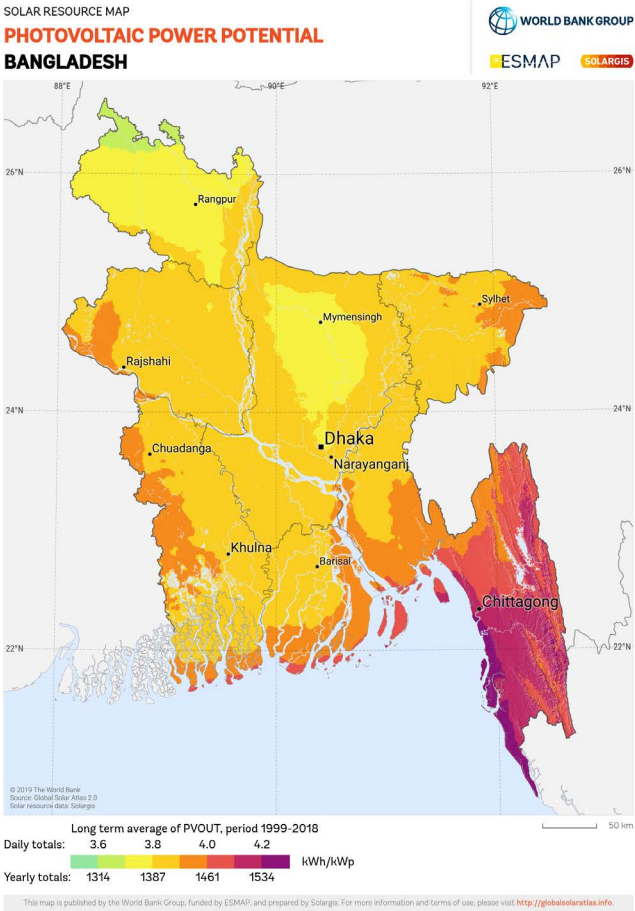 SOLAR RESOURCE MAP
PHOTOVOLTAIC POWER POTENTIAL
BANGLADESH
WORLD BANK GROUP
ESMAP
SOLARGIS
88°E
90°E
92°E
26°N
26°N
Rangpur
Sylhet
Mymensingh
Rajshahi
24°N
24°N
Dhaka
Chuadanga
Narayanganj
Khulna
Barisal
Chittagong
22°N
22°N
© 2019 The World Bank
Source: Global Solar Atlas 2.0
Solar resource data: Solargis
50 km
Long term average of PVOUT, period 1999-2018
Daily totals: 3.6 3.8 4.0 4.2
kWh/kWp
Yearly totals: 1314 1387 1461 1534
This map is published by the World Bank Group, funded by ESMAP, and prepared by Solargis. For more information and terms of use, please visit http://globalsolaratlas.info.